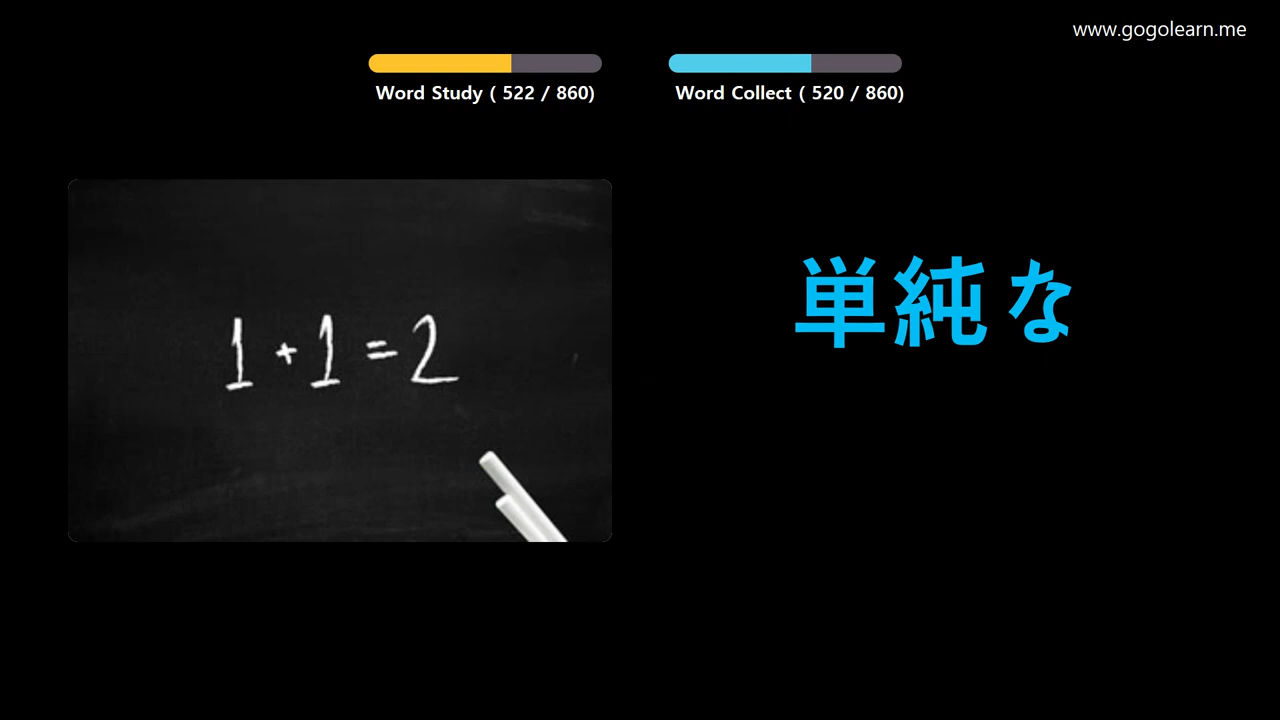 www.gogolearn.me
Word Study ( 522 / 860)
Word Collect ( 520 / 860)
単純な
1 + 1 = 2